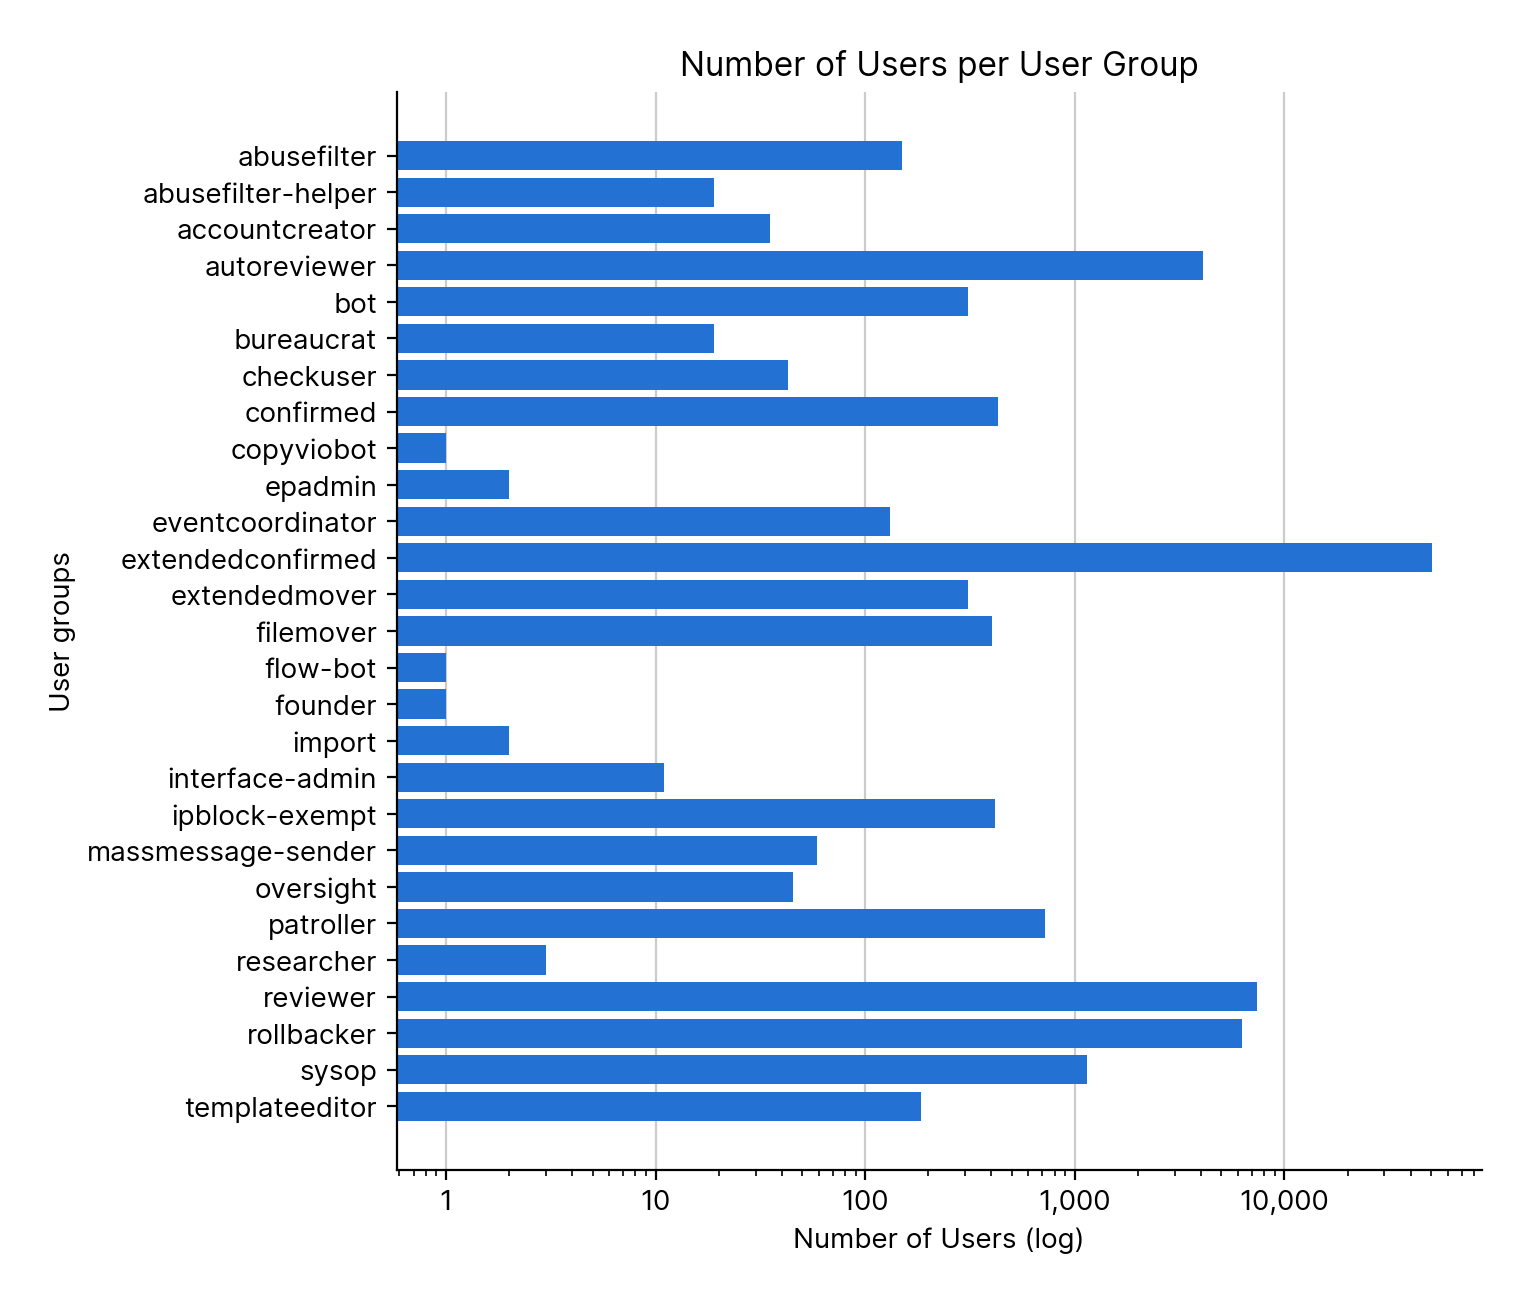 Number of Users per User Group
abusefilter
abusefilter-helper
accountcreator
autoreviewer
bot
bureaucrat
checkuser
confirmed
copyviobot
epadmin
eventcoordinator
extendedconfirmed
extendedmover
filemover
flow-bot
founder
import
interface-admin
ipblock-exempt
massmessage-sender
oversight
patroller
researcher
reviewer
rollbacker
sysop
templateeditor
User groups
1 10 100 1,000 10,000
Number of Users (log)